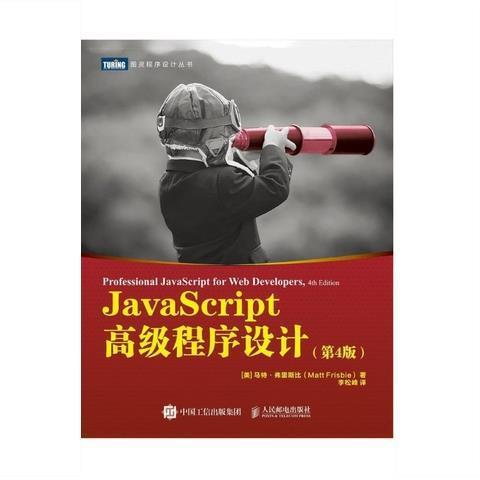 TURING 图灵程序设计丛书
Professional JavaScript for Web Developers, 4th Edition
JavaScript
高级程序设计(第4版)
[美]马特·弗里斯比(Matt Frisbie) 著
李松峰 译
中国工信出版集团 人民邮电出版社
POSTS & TELECOM PRESS